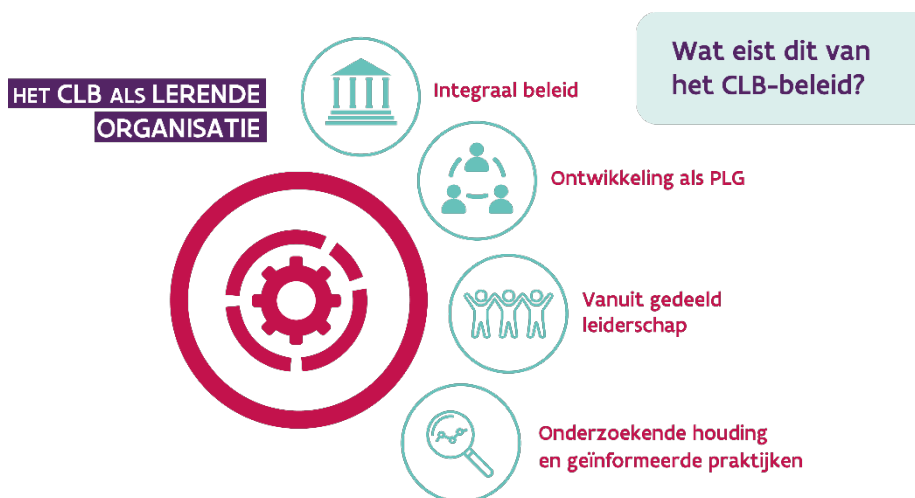 HET CLB ALS LERENDE
ORGANISATIE
Wat eist dit van
het CLB-beleid?
Integraal beleid
Ontwikkeling als PLG
Vanuit gedeeld
leiderschap
Onderzoekende houding
en geïnformeerde praktijken